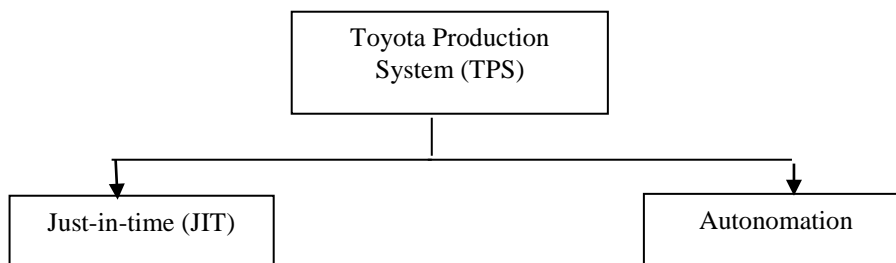 Toyota Production
System (TPS)
Just-in-time (JIT)
Autonomation